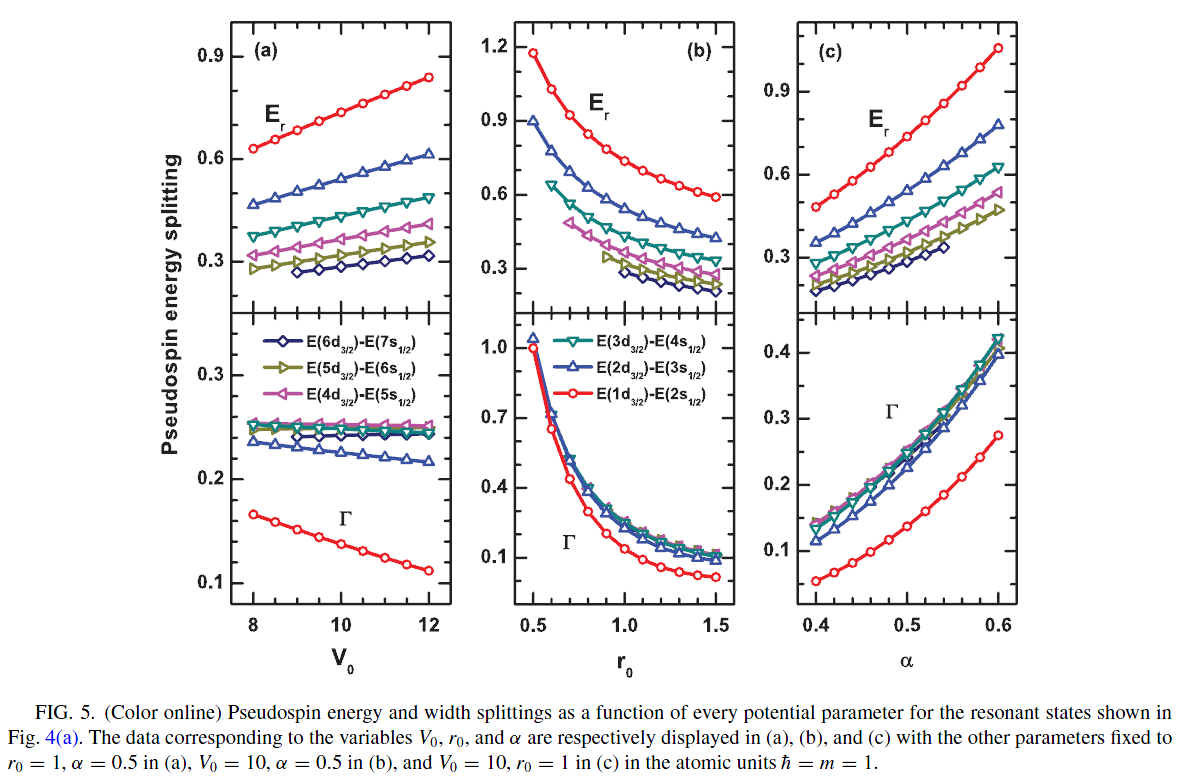 (a)
(b)
(c)
Pseudospin energy splitting
0.9
0.6
0.3
E_r
1.2
0.9
0.6
0.3
E_r
0.9
0.6
0.3
E_r
E(6d_{3/2})-E(7s_{1/2})
E(5d_{3/2})-E(6s_{1/2})
E(4d_{3/2})-E(5s_{1/2})
0.3
0.2
0.1
Γ
E(3d_{3/2})-E(4s_{1/2})
E(2d_{3/2})-E(3s_{1/2})
E(1d_{3/2})-E(2s_{1/2})
1.0
0.7
0.4
0.1
Γ
0.4
0.3
0.2
0.1
Γ
8 10 12
0.5 1.0 1.5
0.4 0.5 0.6
V_0
r_0
α
FIG. 5. (Color online) Pseudospin energy and width splittings as a function of every potential parameter for the resonant states shown in
Fig. 4(a). The data corresponding to the variables V_0, r_0, and α are respectively displayed in (a), (b), and (c) with the other parameters fixed to
r_0 = 1, α = 0.5 in (a), V_0 = 10, α = 0.5 in (b), and V_0 = 10, r_0 = 1 in (c) in the atomic units ℏ = m = 1.